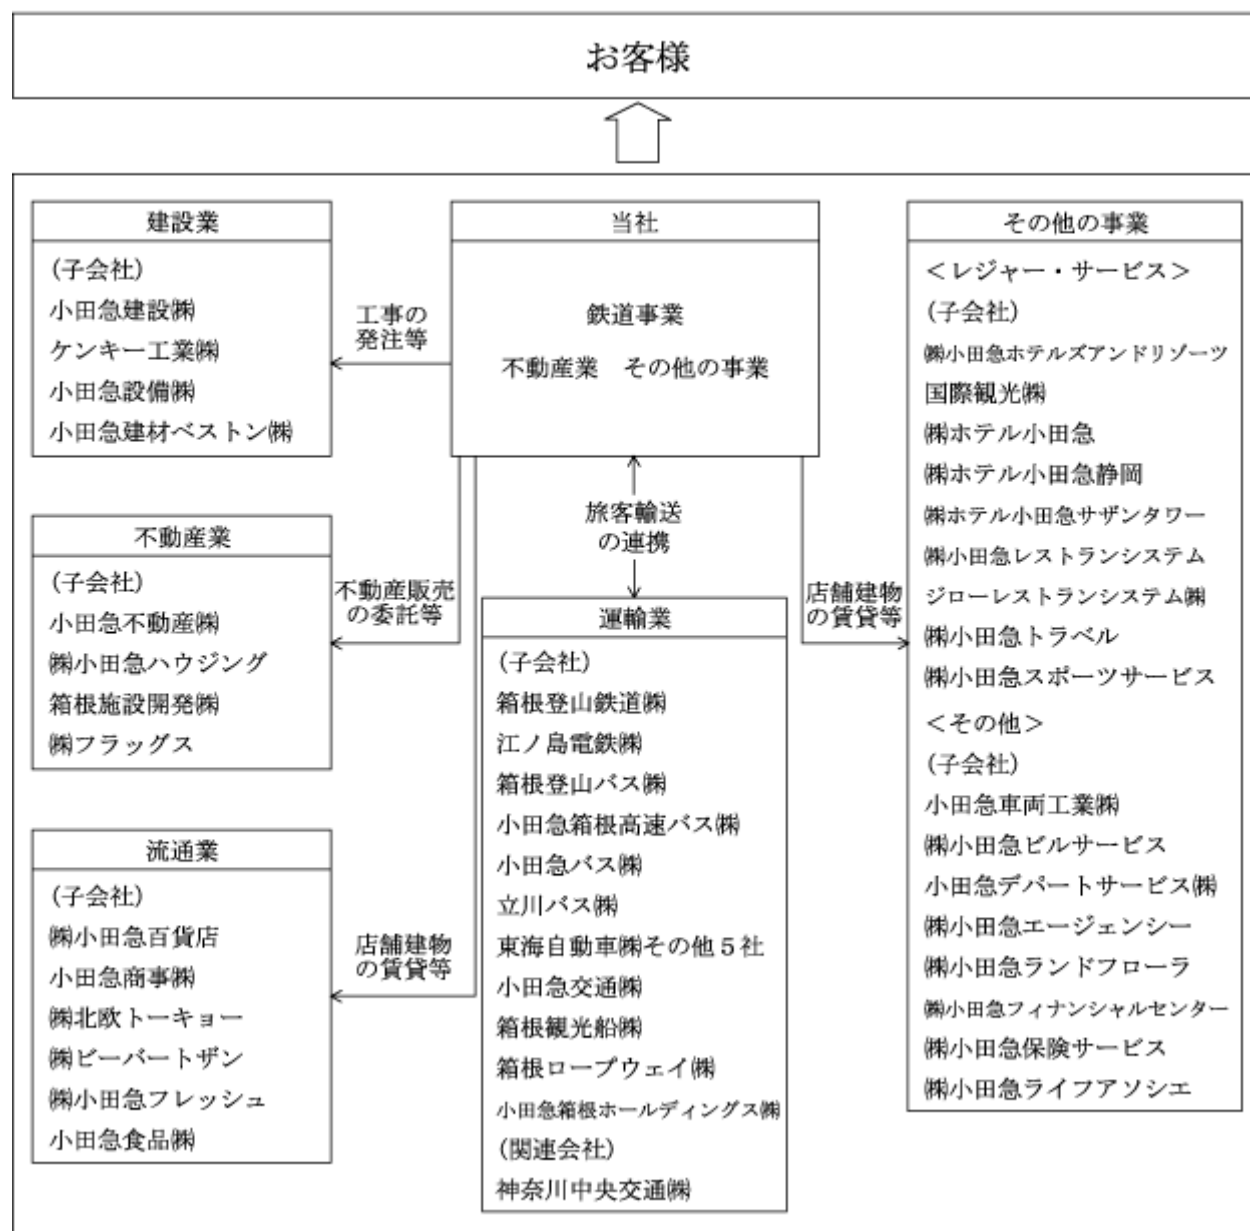 お客様
建設業
(子会社)
小田急建設㈱
ケンキー工業㈱
小田急設備㈱
小田急建材ベストン㈱
工事の
発注等
当社
鉄道事業
不動産業　その他の事業
不動産業
(子会社)
小田急不動産㈱
㈱小田急ハウジング
箱根施設開発㈱
㈱フラッグス
不動産販売
の委託等
流通業
(子会社)
㈱小田急百貨店
小田急商事㈱
㈱北欧トーキョー
㈱ビーバートザン
㈱小田急フレッシュ
小田急食品㈱
店舗建物
の賃貸等
旅客輸送
の連携
運輸業
(子会社)
箱根登山鉄道㈱
江ノ島電鉄㈱
箱根登山バス㈱
小田急箱根高速バス㈱
小田急バス㈱
立川バス㈱
東海自動車㈱その他５社
小田急交通㈱
箱根観光船㈱
箱根ロープウェイ㈱
小田急箱根ホールディングス㈱
(関連会社)
神奈川中央交通㈱
店舗建物
の賃貸等
その他の事業
＜レジャー・サービス＞
(子会社)
㈱小田急ホテルズアンドリゾーツ
国際観光㈱
㈱ホテル小田急
㈱ホテル小田急静岡
㈱ホテル小田急サザンタワー
㈱小田急レストランシステム
ジローレストランシステム㈱
㈱小田急トラベル
㈱小田急スポーツサービス
＜その他＞
(子会社)
小田急車両工業㈱
㈱小田急ビルサービス
小田急デパートサービス㈱
㈱小田急エージェンシー
㈱小田急ランドフローラ
㈱小田急フィナンシャルセンター
㈱小田急保険サービス
㈱小田急ライフアソシエ